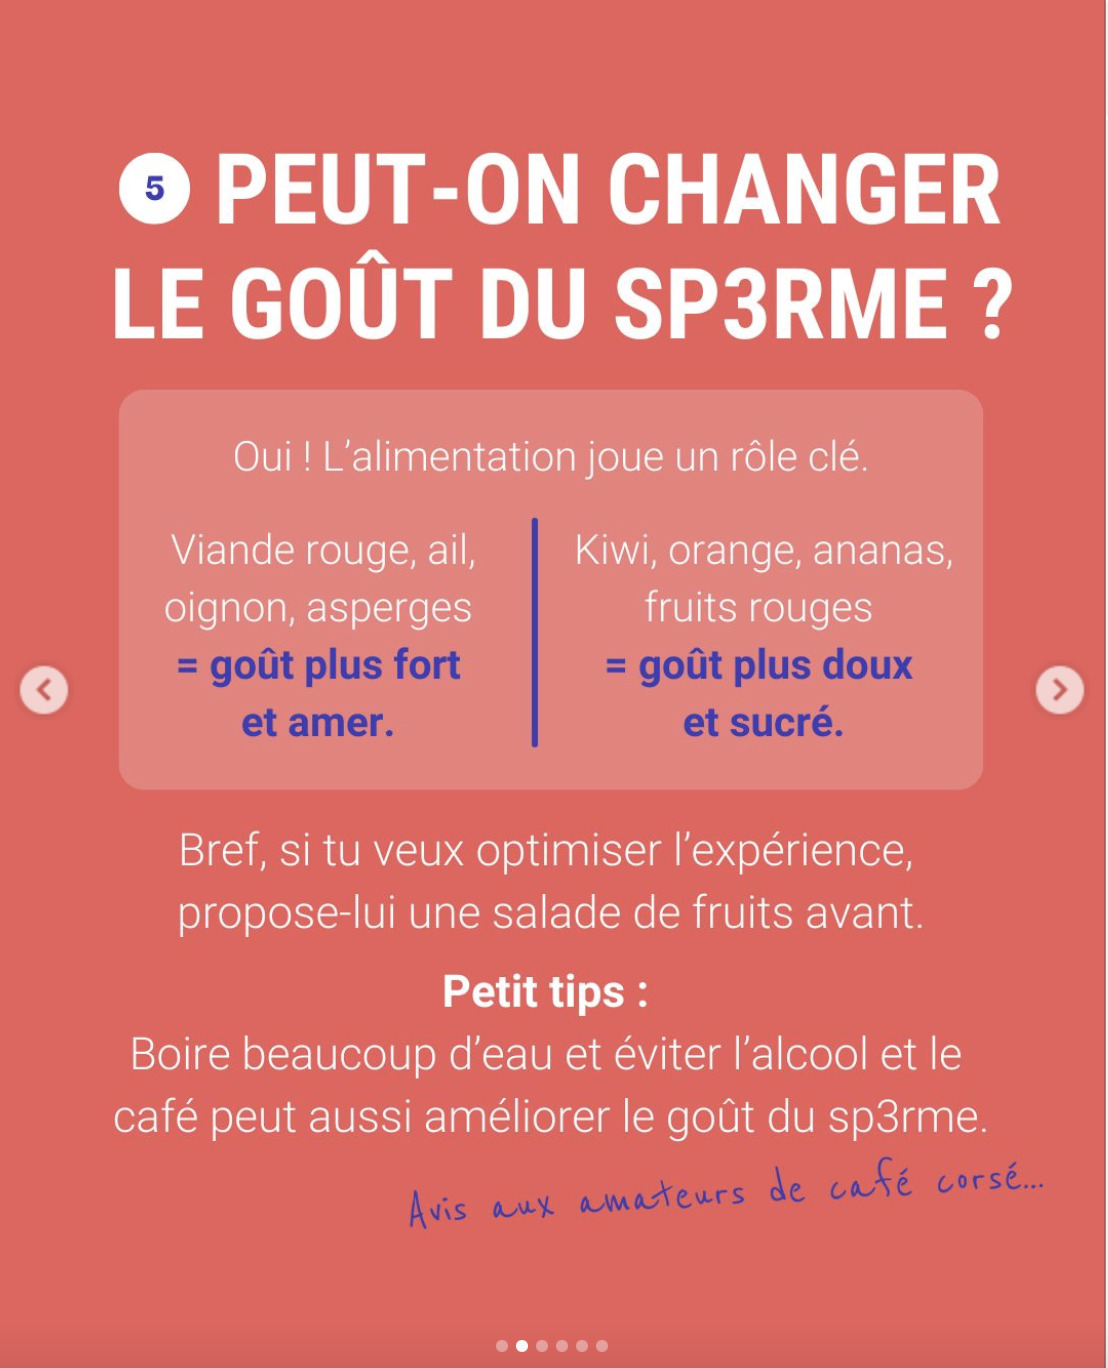 5 PEUT-ON CHANGER
LE GOÛT DU SP3RME ?
Oui ! L’alimentation joue un rôle clé.
Viande rouge, ail,
oignon, asperges
= goût plus fort
et amer.
Kiwi, orange, ananas,
fruits rouges
= goût plus doux
et sucré.
Bref, si tu veux optimiser l’expérience,
propose-lui une salade de fruits avant.
Petit tips :
Boire beaucoup d’eau et éviter l’alcool et le
café peut aussi améliorer le goût du sp3rme.
Avis aux amateurs de café corsé...